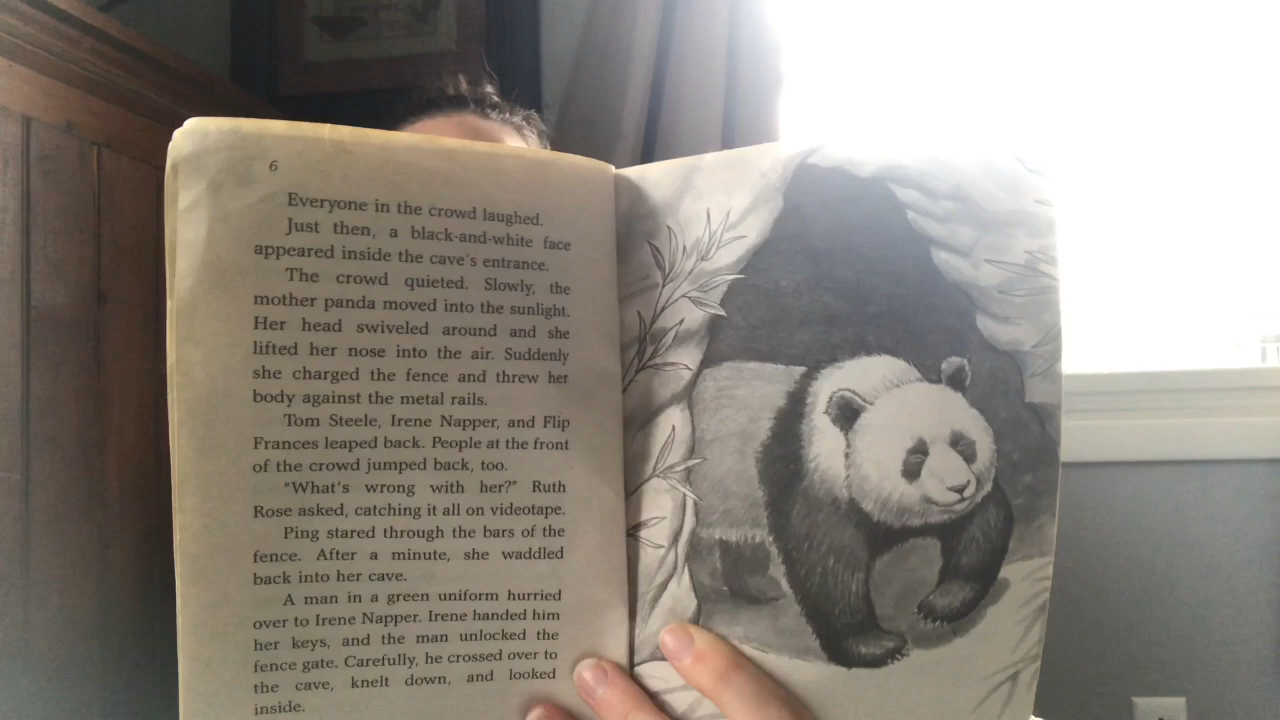 6
Everyone in the crowd laughed.
Just then, a black-and-white face
appeared inside the cave's entrance.
The crowd quieted. Slowly, the
mother panda moved into the sunlight.
Her head swiveled around and she
lifted her nose into the air. Suddenly
she charged the fence and threw her
body against the metal rails.
Tom Steele, Irene Napper, and Flip
Frances leaped back. People at the front
of the crowd jumped back, too.
"What's wrong with her?" Ruth
Rose asked, catching it all on videotape.
Ping stared through the bars of the
fence. After a minute, she waddled
back into her cave.
A man in a green uniform hurried
over to Irene Napper. Irene handed him
her keys, and the man unlocked the
fence gate. Carefully, he crossed over to
the cave, knelt down, and looked
inside.